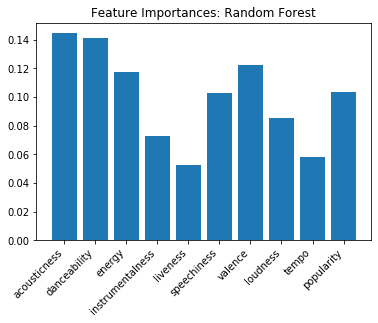 Feature Importances: Random Forest
0.14
0.12
0.10
0.08
0.06
0.04
0.02
0.00
acousticness
danceability
energy
instrumentalness
liveness
speechiness
valence
loudness
tempo
popularity